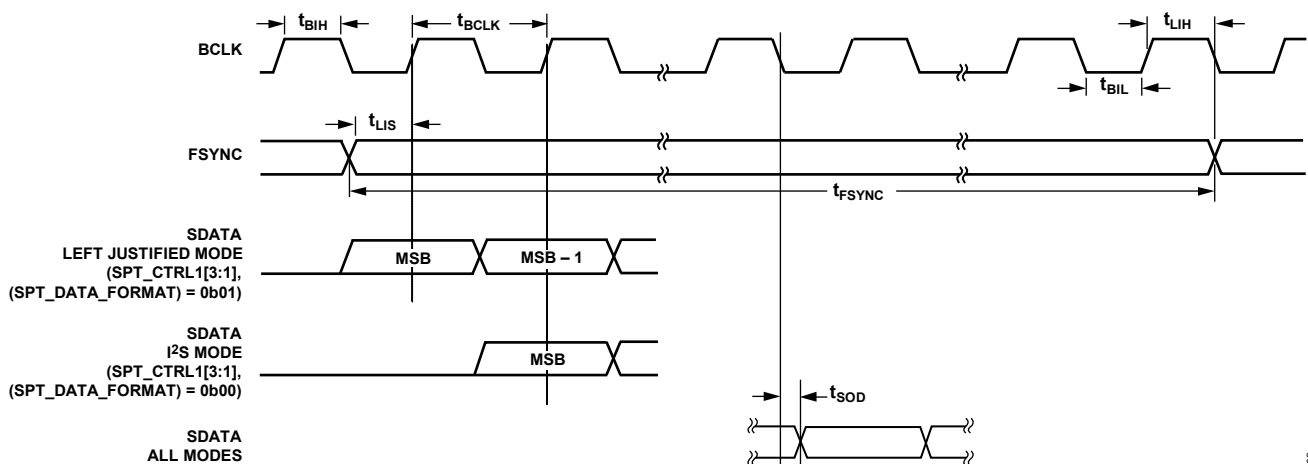 tBIH
tBCLK
tLIH
BCLK
tBIL
tLIS
FSYNC
tFSYNC
SDATA
LEFT JUSTIFIED MODE
(SPT_CTRL1[3:1],
(SPT_DATA_FORMAT) = 0b01)
MSB
MSB – 1
SDATA
I2S MODE
(SPT_CTRL1[3:1],
(SPT_DATA_FORMAT) = 0b00)
MSB
tSOD
SDATA
ALL MODES